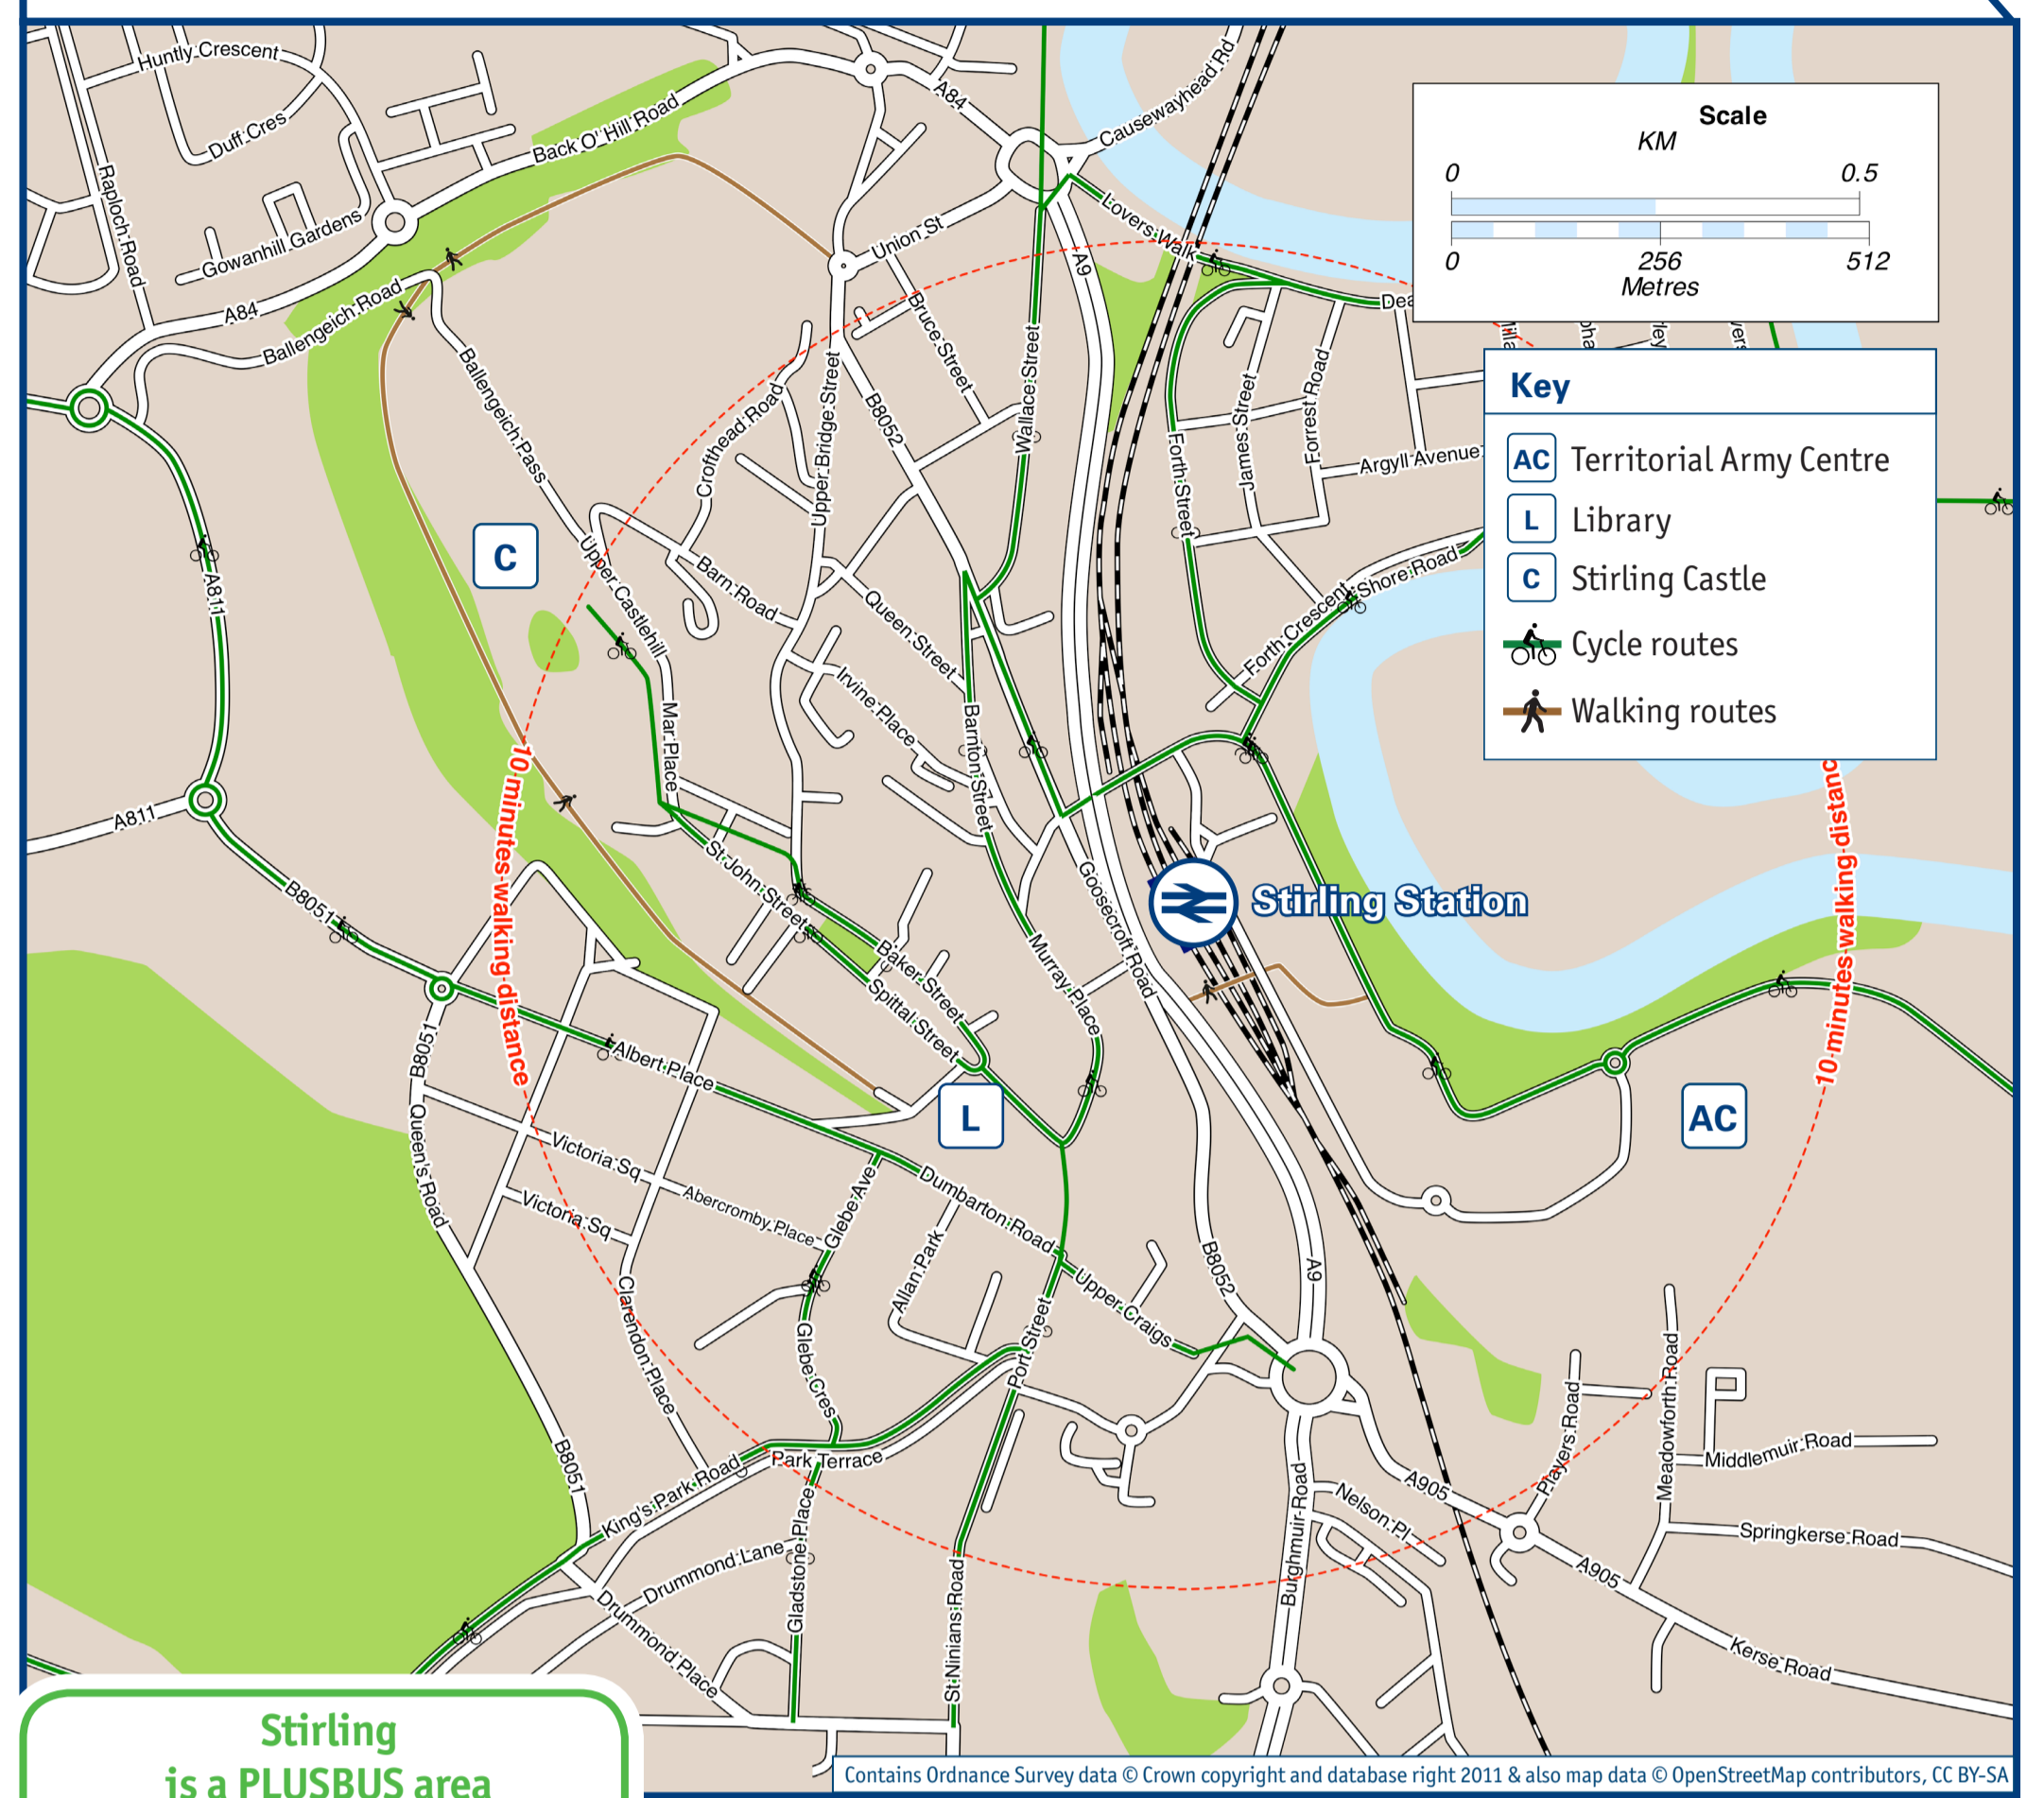 Huntly Crescent
Duff Cres
Back O' Hill Road
A84
Causewayhead Rd
Raploch Road
Gowanhill Gardens
Union St
Lovers Walk
A9
A84
Ballengeich Road
Bruce Street
Wallace Street
Dea
Scale
KM
0
0.5
0
256
512
Metres
Key
AC Territorial Army Centre
L Library
C Stirling Castle
Cycle routes
Walking routes
Ballengeich Pass
Crofthead Road
Upper Bridge Street
B8052
Forth Street
James Street
Forrest Road
Argyll Avenue
C
A811
Upper Castlehill
Barn Road
Queen Street
Forth Crescent
Shore Road
Irvine Place
Mar Place
Barnton Street
10 minutes walking distance
10 minutes walking distanc
A811
St John Street
Goosecroft Road
Stirling Station
B8051
Baker Street
Spittal Street
Murray Place
B8051
Albert Place
L
AC
Queen's Road
Victoria Sq
Victoria Sq
Abercromby Place
Glebe Ave
Dumbarton Road
Allan Park
Upper Craigs
B8052
A9
Clarendon Place
Glebe Cres
Port Street
B8051
King's Park Road
Park Terrace
Players Road
Meadowforth Road
Middlemuir Road
A905
Nelson Pl
Springkerse Road
Drummond Lane
Gladstone Place
Burghmuir Road
A905
Drummond Place
St Ninians Road
Kerse Road
Stirling
is a PLUSBUS area
Contains Ordnance Survey data © Crown copyright and database right 2011 & also map data © OpenStreetMap contributors, CC BY-SA